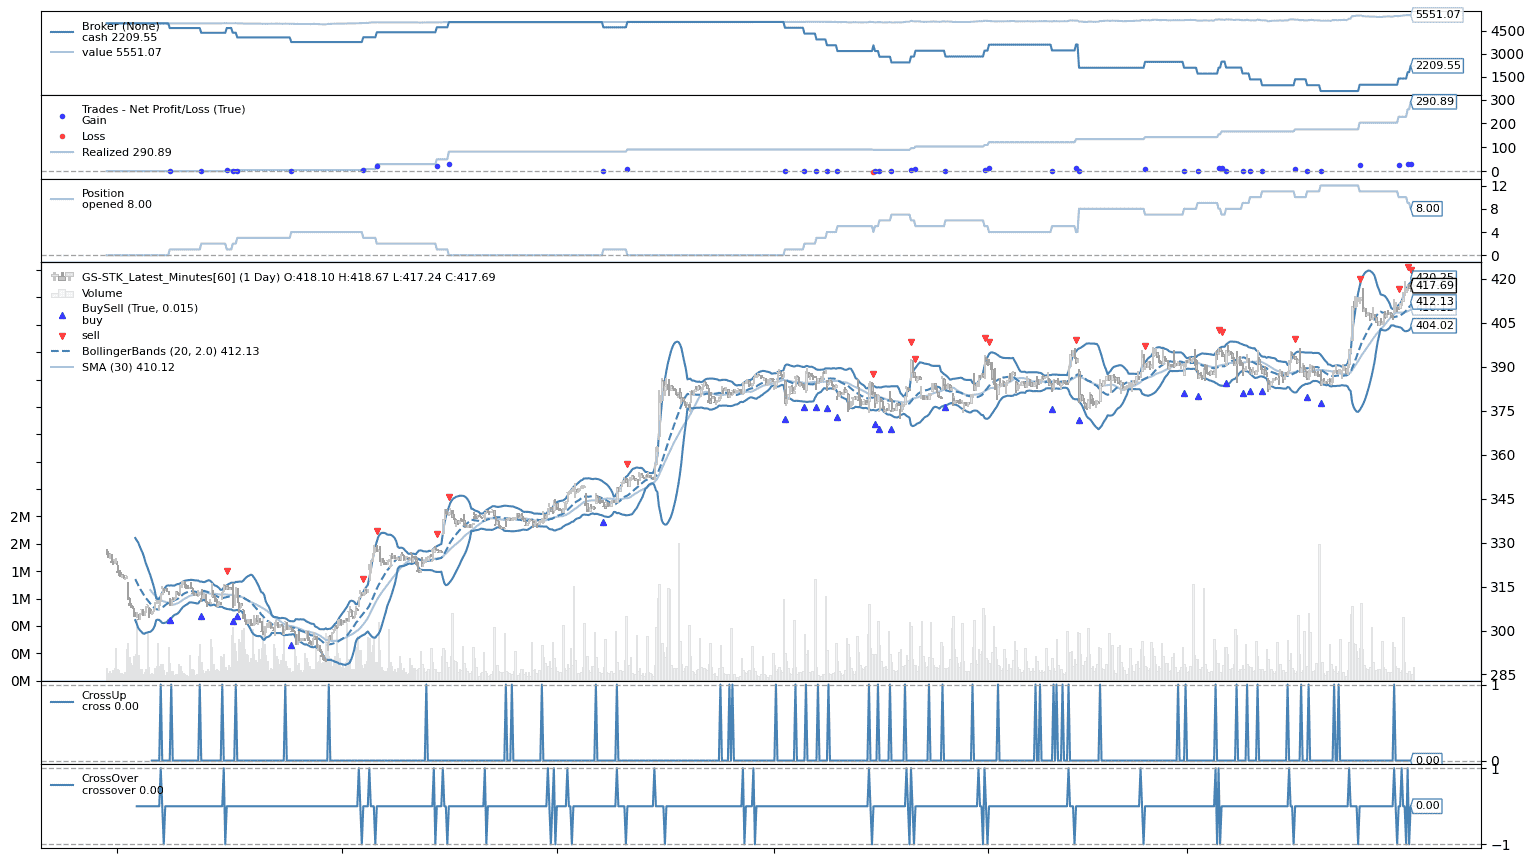 Broker (None)
cash 2209.55
value 5551.07
5551.07
4500
3000
2209.55
1500
Trades - Net Profit/Loss (True)
Gain
Loss
Realized 290.89
300
290.89
200
100
0
Position
opened 8.00
12
8
8.00
4
0
GS-STK_Latest_Minutes[60] (1 Day) O:418.10 H:418.67 L:417.24 C:417.69
Volume
BuySell (True, 0.015)
buy
sell
BollingerBands (20, 2.0) 412.13
SMA (30) 410.12
420
417.69
412.13
405
404.02
390
375
360
345
330
315
300
285
2M
2M
1M
1M
0M
0M
0M
CrossUp
cross 0.00
1
0
0.00
CrossOver
crossover 0.00
1
0.00
−1